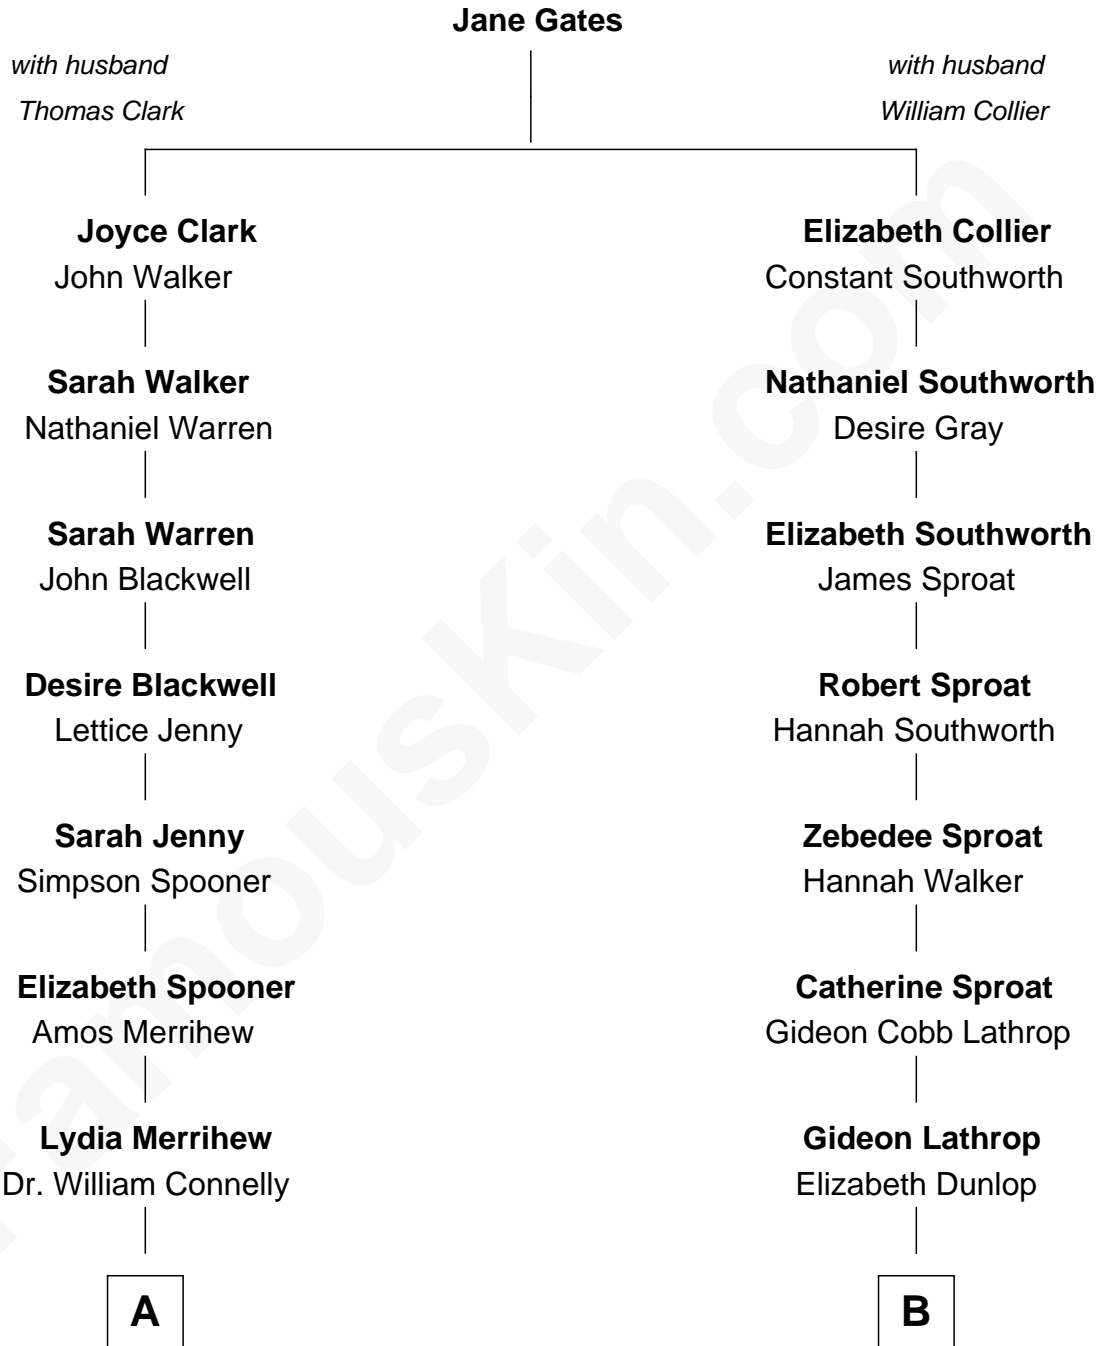 Jane Gates
with husband
Thomas Clark
with husband
William Collier
Joyce Clark
John Walker
Elizabeth Collier
Constant Southworth
Sarah Walker
Nathaniel Warren
Nathaniel Southworth
Desire Gray
Sarah Warren
John Blackwell
Elizabeth Southworth
James Sproat
Desire Blackwell
Lettice Jenny
Robert Sproat
Hannah Southworth
Sarah Jenny
Simpson Spooner
Zebedee Sproat
Hannah Walker
Elizabeth Spooner
Amos Merrihew
Catherine Sproat
Gideon Cobb Lathrop
Lydia Merrihew
Dr. William Connelly
Gideon Lathrop
Elizabeth Dunlop
A
B
FamousKin.com